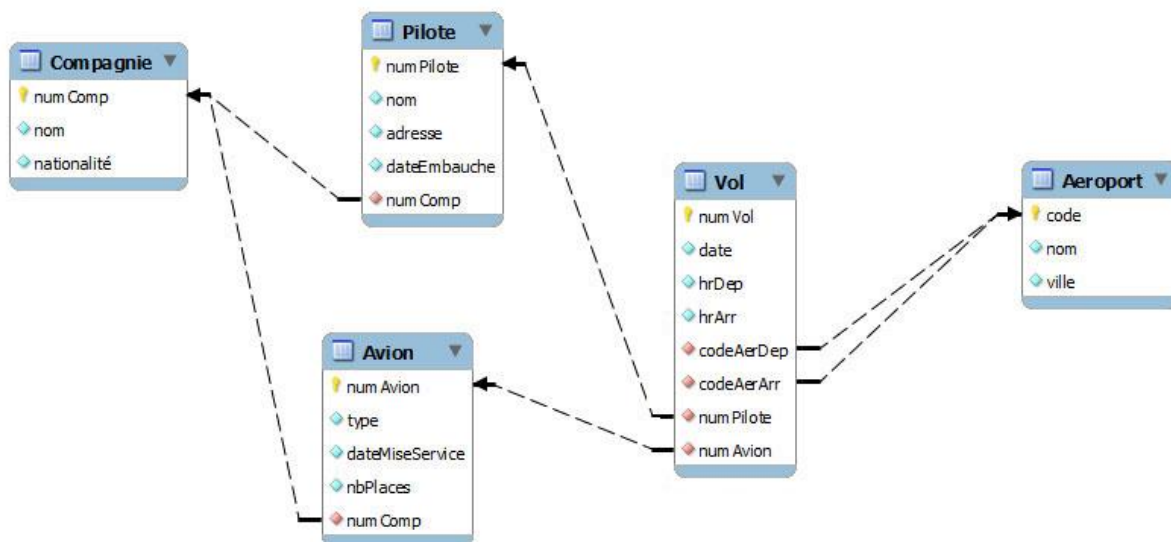 Compagnie
numComp
nom
nationalité
Pilote
numPilote
nom
adresse
dateEmbauche
numComp
Avion
numAvion
type
dateMiseService
nbPlaces
numComp
Vol
numVol
date
hrDep
hrArr
codeAerDep
codeAerArr
numPilote
numAvion
Aeroport
code
nom
ville